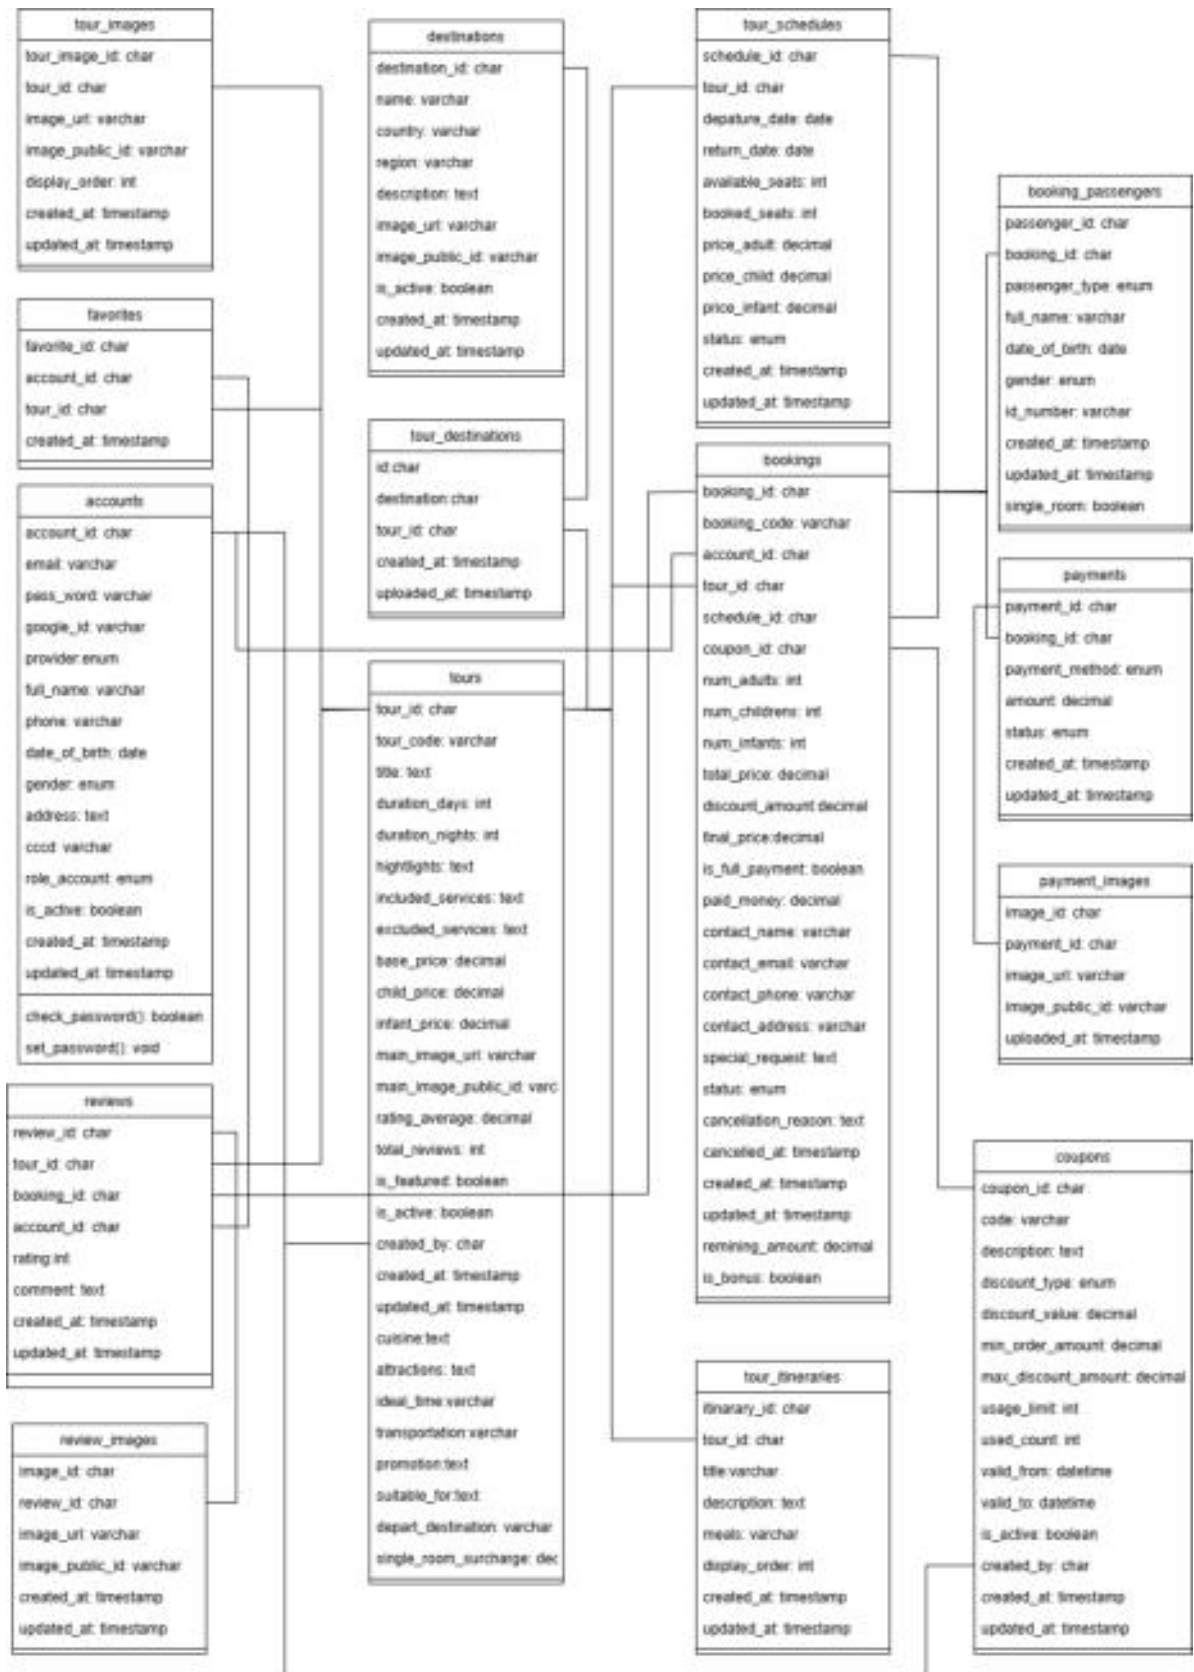 tour_images
tour_image_id: char
tour_id: char
image_url: varchar
image_public_id: varchar
display_order: int
created_at: timestamp
updated_at: timestamp
favorites
favorite_id: char
account_id: char
tour_id: char
created_at: timestamp
accounts
account_id: char
email: varchar
pass_word: varchar
google_id: varchar
provider:enum
full_name: varchar
phone: varchar
date_of_birth: date
gender: enum
address: text
cccd: varchar
role_account: enum
is_active: boolean
created_at: timestamp
updated_at: timestamp
check_password(): boolean
set_password(): void
reviews
review_id: char
tour_id: char
booking_id: char
account_id: char
rating:int
comment: text
created_at: timestamp
updated_at: timestamp
review_images
image_id: char
review_id: char
image_url: varchar
image_public_id: varchar
created_at: timestamp
updated_at: timestamp
destinations
destination_id: char
name: varchar
country: varchar
region: varchar
description: text
image_url: varchar
image_public_id: varchar
is_active: boolean
created_at: timestamp
updated_at: timestamp
tour_destinations
id:char
destination:char
tour_id: char
created_at: timestamp
uploaded_at: timestamp
tours
tour_id: char
tour_code: varchar
title: text
duration_days: int
duration_nights: int
hightlights: text
included_services: text
excluded_services: text
base_price: decimal
child_price: decimal
infant_price: decimal
main_image_url: varchar
main_image_public_id: varc
rating_average: decimal
total_reviews: int
is_featured: boolean
is_active: boolean
created_by: char
created_at: timestamp
updated_at: timestamp
cuisine:text
attractions: text
ideal_time:varchar
transportation:varchar
promotion:text
suitable_for:text
depart_destination: varchar
single_room_surcharge: dec
tour_schedules
schedule_id: char
tour_id: char
depature_date: date
return_date: date
available_seats: int
booked_seats: int
price_adult: decimal
price_child: decimal
price_infant: decimal
status: enum
created_at: timestamp
updated_at: timestamp
bookings
booking_id: char
booking_code: varchar
account_id: char
tour_id: char
schedule_id: char
coupon_id: char
num_adults: int
num_childrens: int
num_infants: int
total_price: decimal
discount_amount:decimal
final_price:decimal
is_full_payment: boolean
paid_money: decimal
contact_name: varchar
contact_email: varchar
contact_phone: varchar
contact_address: varchar
special_request: text
status: enum
cancellation_reason: text
cancelled_at: timestamp
created_at: timestamp
updated_at: timestamp
remining_amount: decimal
is_bonus: boolean
tour_itineraries
itinarary_id: char
tour_id: char
title:varchar
description: text
meals: varchar
display_order: int
created_at: timestamp
updated_at: timestamp
booking_passengers
passenger_id: char
booking_id: char
passenger_type: enum
full_name: varchar
date_of_birth: date
gender: enum
id_number: varchar
created_at: timestamp
updated_at: timestamp
single_room: boolean
payments
payment_id: char
booking_id: char
payment_method: enum
amount: decimal
status: enum
created_at: timestamp
updated_at: timestamp
payment_images
image_id: char
payment_id: char
image_url: varchar
image_public_id: varchar
uploaded_at: timestamp
coupons
coupon_id: char
code: varchar
description: text
discount_type: enum
discount_value: decimal
min_order_amount: decimal
max_discount_amount: decimal
usage_limit: int
used_count: int
valid_from: datetime
valid_to: datetime
is_active: boolean
created_by: char
created_at: timestamp
updated_at: timestamp